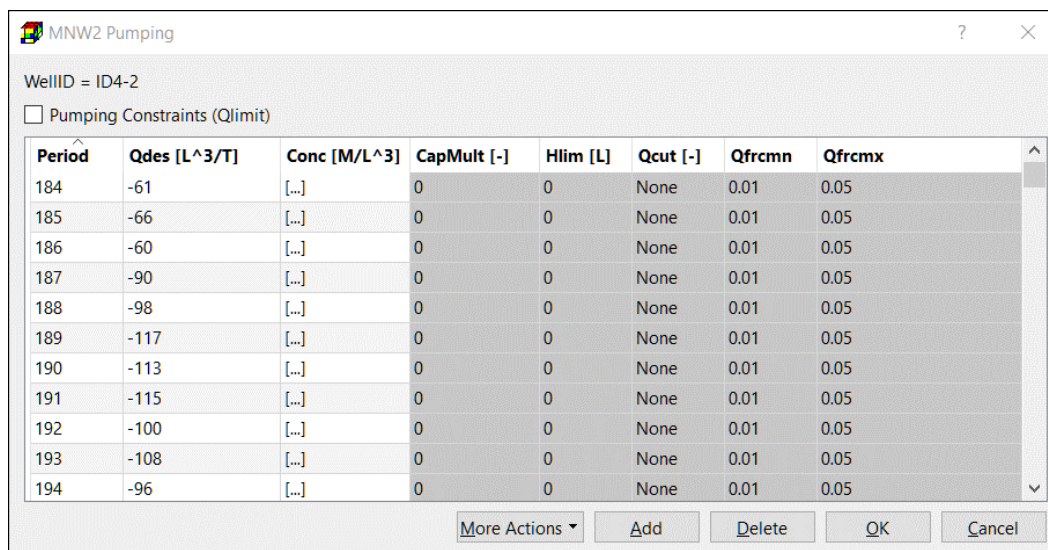 MNW2 Pumping ?
WellID = ID4-2
Pumping Constraints (Qlimit)
Period Qdes [L^3/T] Conc [M/L^3] CapMult [-] Hlim [L] Qcut [-] Qfrcmn Qfrcmx
184 -61 [...] 0 0 None 0.01 0.05
185 -66 [...] 0 0 None 0.01 0.05
186 -60 [...] 0 0 None 0.01 0.05
187 -90 [...] 0 0 None 0.01 0.05
188 -98 [...] 0 0 None 0.01 0.05
189 -117 [...] 0 0 None 0.01 0.05
190 -113 [...] 0 0 None 0.01 0.05
191 -115 [...] 0 0 None 0.01 0.05
192 -100 [...] 0 0 None 0.01 0.05
193 -108 [...] 0 0 None 0.01 0.05
194 -96 [...] 0 0 None 0.01 0.05
More Actions Add Delete OK Cancel